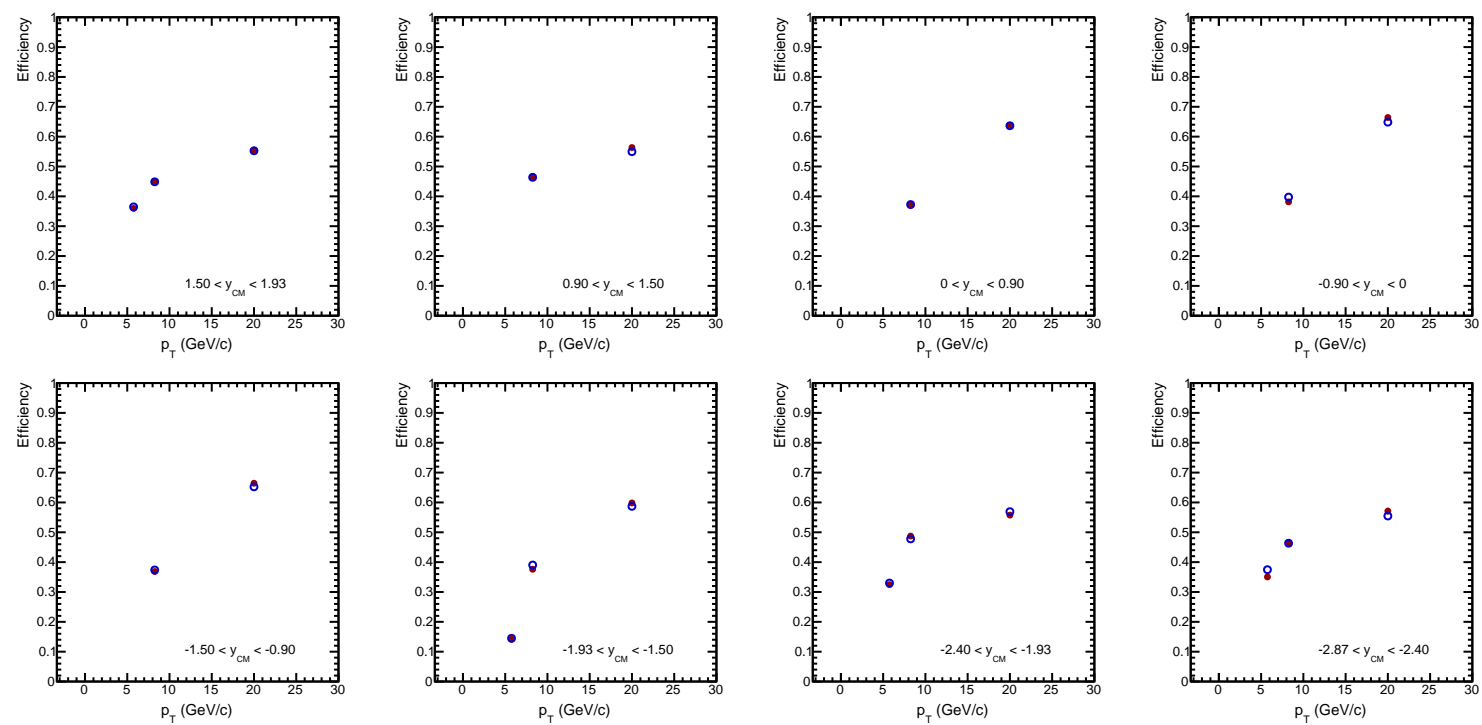 Efficiency
1
0.9
0.8
0.7
0.6
0.5
0.4
0.3
0.2
0.1
0
1.50 < y_CM < 1.93
0 5 10 15 20 25 30
p_T (GeV/c)
Efficiency
1
0.9
0.8
0.7
0.6
0.5
0.4
0.3
0.2
0.1
0
0.90 < y_CM < 1.50
0 5 10 15 20 25 30
p_T (GeV/c)
Efficiency
1
0.9
0.8
0.7
0.6
0.5
0.4
0.3
0.2
0.1
0
0 < y_CM < 0.90
0 5 10 15 20 25 30
p_T (GeV/c)
Efficiency
1
0.9
0.8
0.7
0.6
0.5
0.4
0.3
0.2
0.1
0
-0.90 < y_CM < 0
0 5 10 15 20 25 30
p_T (GeV/c)
Efficiency
1
0.9
0.8
0.7
0.6
0.5
0.4
0.3
0.2
0.1
0
-1.50 < y_CM < -0.90
0 5 10 15 20 25 30
p_T (GeV/c)
Efficiency
1
0.9
0.8
0.7
0.6
0.5
0.4
0.3
0.2
0.1
0
-1.93 < y_CM < -1.50
0 5 10 15 20 25 30
p_T (GeV/c)
Efficiency
1
0.9
0.8
0.7
0.6
0.5
0.4
0.3
0.2
0.1
0
-2.40 < y_CM < -1.93
0 5 10 15 20 25 30
p_T (GeV/c)
Efficiency
1
0.9
0.8
0.7
0.6
0.5
0.4
0.3
0.2
0.1
0
-2.87 < y_CM < -2.40
0 5 10 15 20 25 30
p_T (GeV/c)